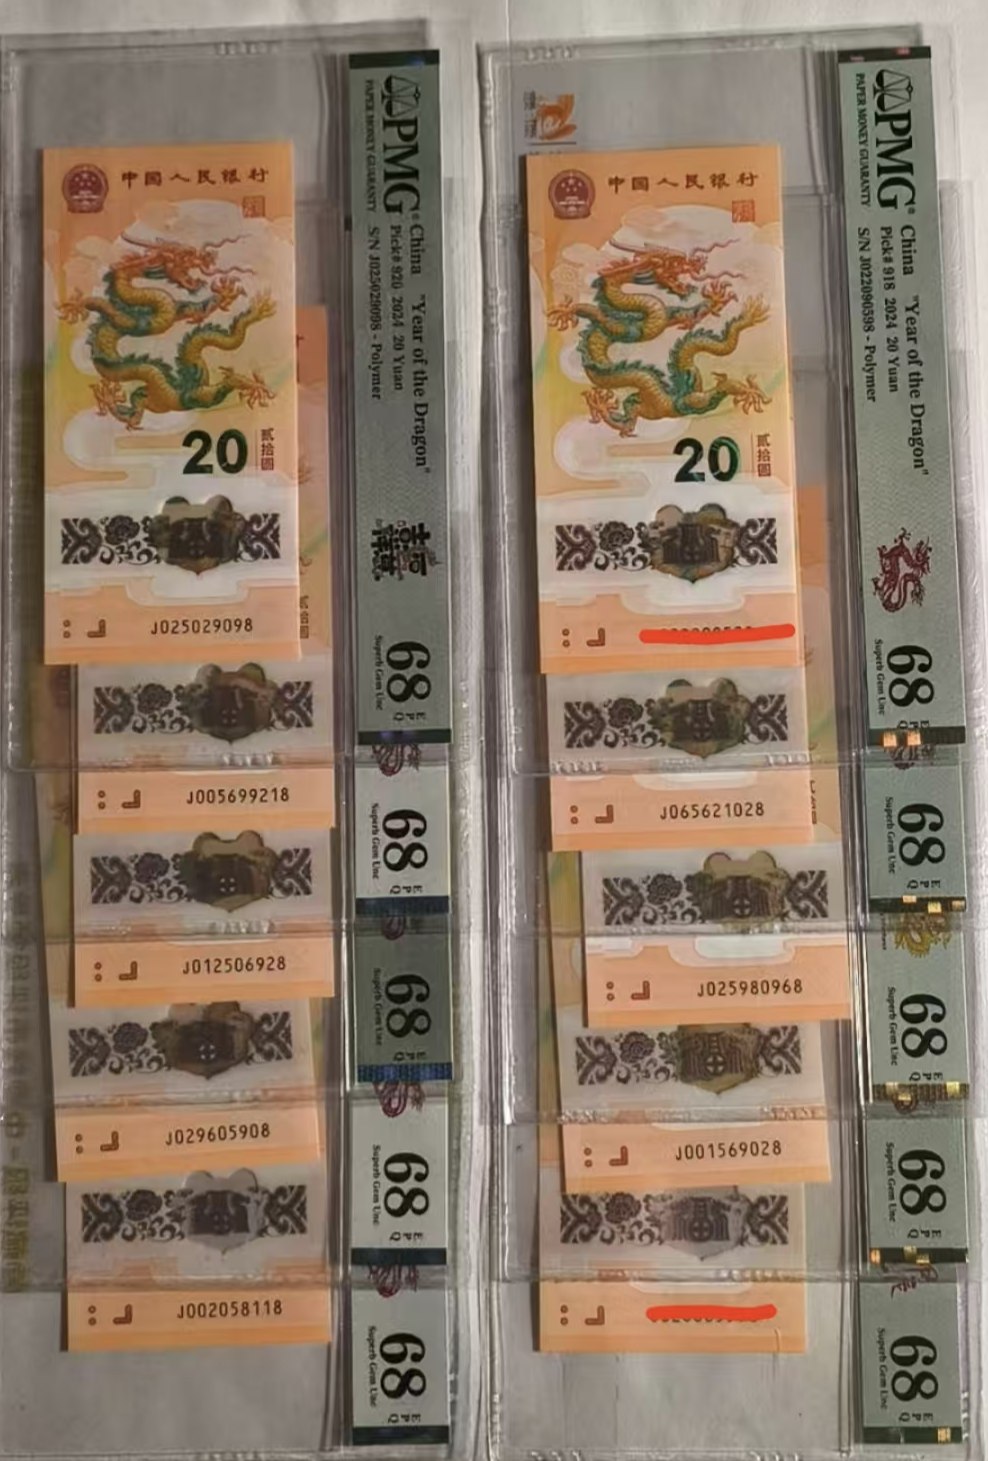 中国人民银行
20
贰拾圆
J025029098
PMG®
PAPER MONEY GUARANTY
China "Year of the Dragon"
Pick# 920 2024 20 Yuan
S/N J025029098 - Polymer
68 EPQ
Superb Gem Unc
J005699218
68 EPQ
Superb Gem Unc
J012506928
68 EPQ
Superb Gem Unc
J029605908
68 EPQ
Superb Gem Unc
J002058118
68 EPQ
Superb Gem Unc
中国人民银行
20
贰拾圆
PMG®
PAPER MONEY GUARANTY
China "Year of the Dragon"
Pick# 918 2024 20 Yuan
S/N J022090598 - Polymer
68 EPQ
Superb Gem Unc
J065621028
68 EPQ
Superb Gem Unc
J025980968
68 EPQ
Superb Gem Unc
J001569028
68 EPQ
Superb Gem Unc
68 EPQ
Superb Gem Unc